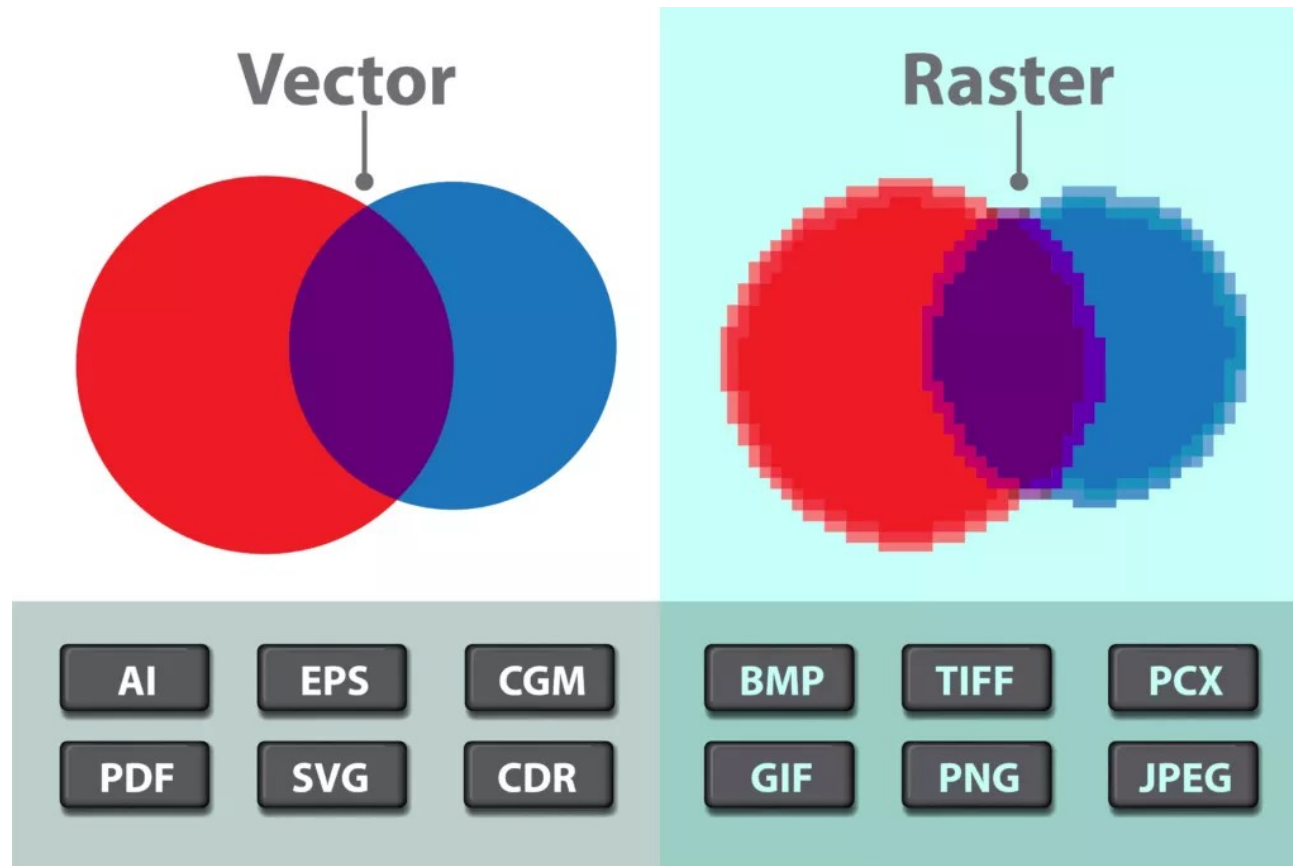 Vector
Raster
AI EPS CGM
PDF SVG CDR
BMP TIFF PCX
GIF PNG JPEG